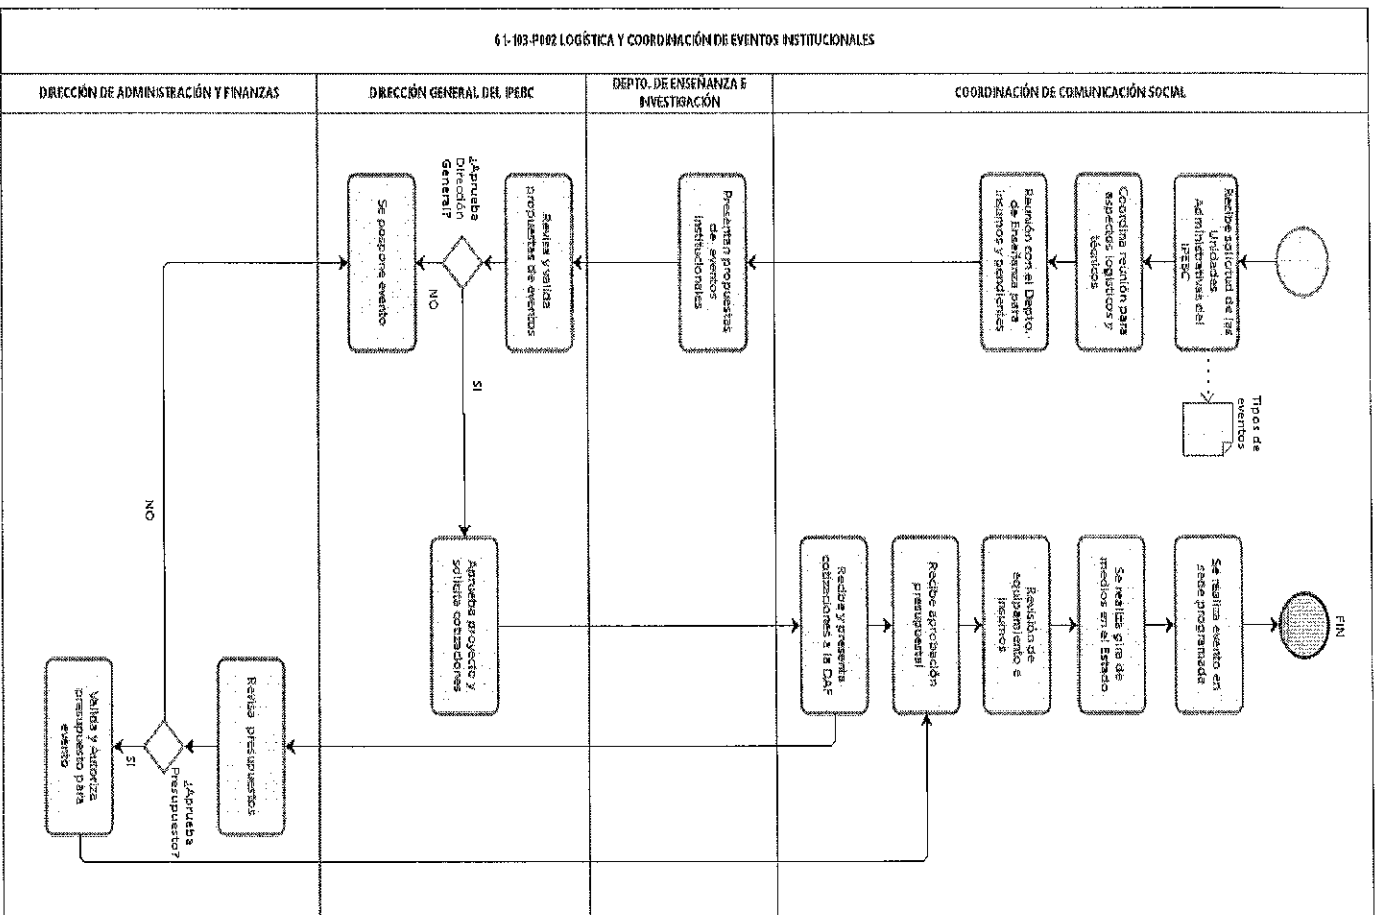 61-103-P002 LOGÍSTICA Y COORDINACIÓN DE EVENTOS INSTITUCIONALES
DIRECCIÓN DE ADMINISTRACIÓN Y FINANZAS
DIRECCIÓN GENERAL DEL IPEBC
DEPTO. DE ENSEÑANZA E
INVESTIGACIÓN
COORDINACIÓN DE COMUNICACIÓN SOCIAL
Recibe solicitud de las
Unidades
Administrativas del
IPEBC
Tipos de
eventos
Coordina reunión para
aspectos logísticos y
técnicos
Reunión con el Depto.
de Enseñanza para
insumos y pendientes
Presentan propuestas
de eventos
institucionales
Revisa y valida
propuestas de eventos
¿Aprueba
Dirección
General?
NO
SI
Se pospone evento
Aprueba proyecto y
solicita cotizaciones
Recibe y presenta
cotizaciones a la DAF
Revisa presupuestos
¿Aprueba
Presupuesto?
NO
SI
Valida y Autoriza
presupuesto para
evento
Recibe aprobación
presupuestal
Revisión de
equipamiento e
insumos
Se realiza gira de
medios en el Estado
Se realiza evento en
sede programada
FIN